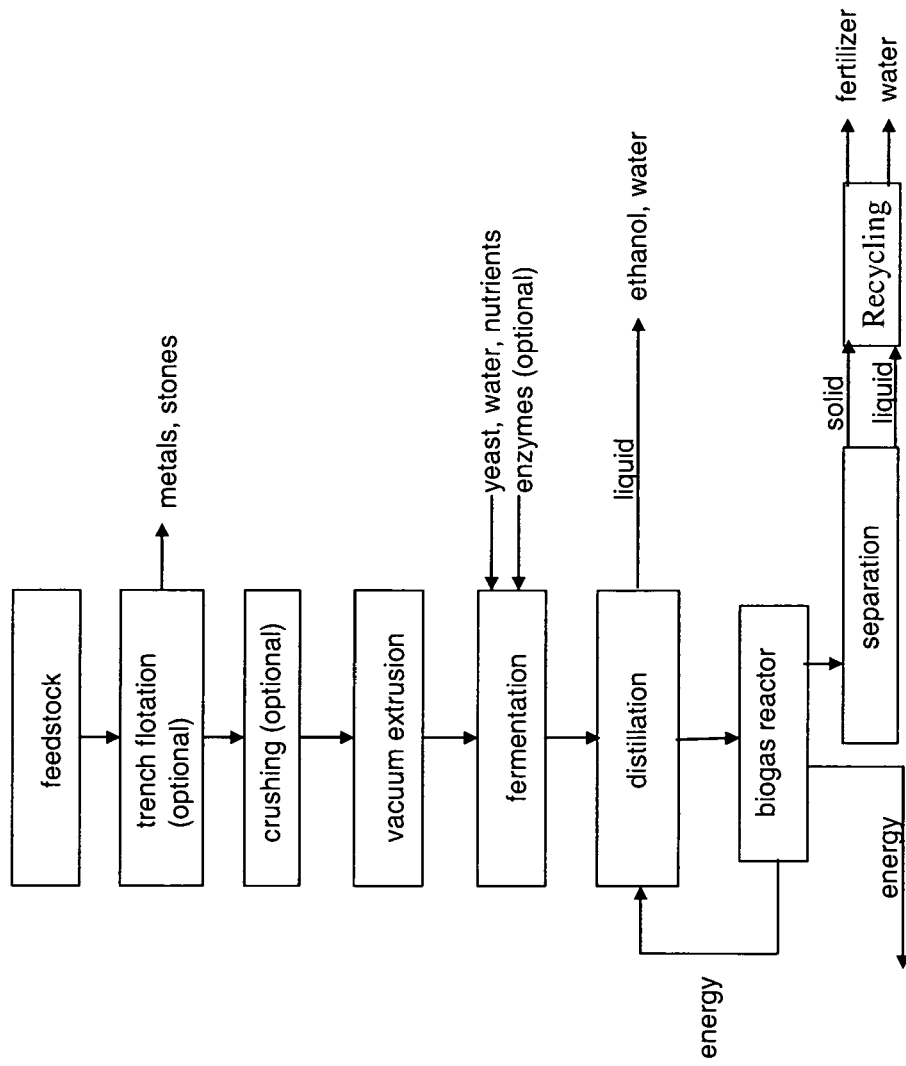 feedstock
trench flotation
(optional)
metals, stones
crushing (optional)
vacuum extrusion
fermentation
yeast, water, nutrients
enzymes (optional)
distillation
liquid
ethanol, water
energy
biogas reactor
energy
separation
solid
liquid
Recycling
fertilizer
water